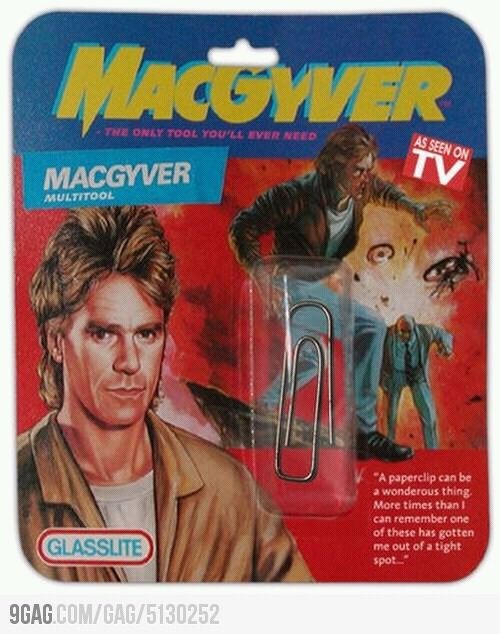 MACGYVER™
- THE ONLY TOOL YOU'LL EVER NEED
AS SEEN ON
TV
MACGYVER
MULTITOOL
"A paperclip can be
a wonderous thing.
More times than I
can remember one
of these has gotten
me out of a tight
spot..."
GLASSLITE
9GAG.COM/GAG/5130252